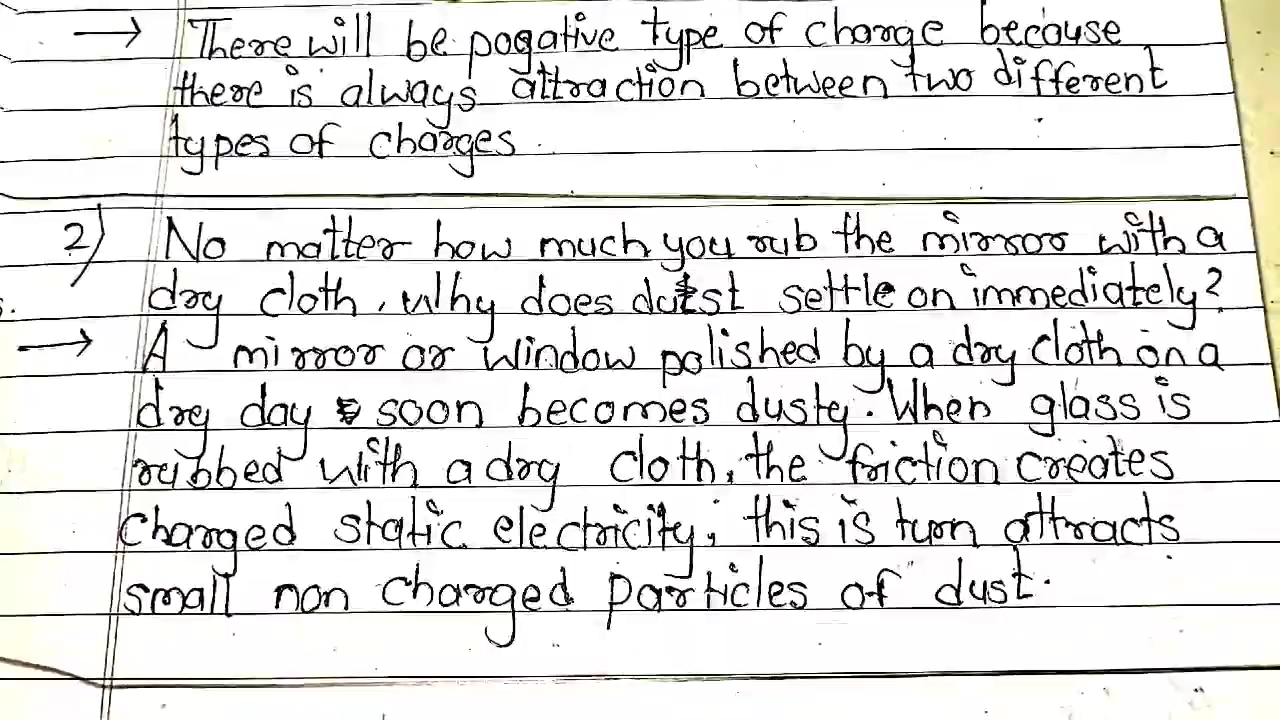 → There will be pogative type of charge because
there is always attraction between two different
types of charges.
2) No matter how much you rub the mirror with a
dry cloth, why does dust settle on immediately?
→ A mirror or window polished by a dry cloth on a
dry day soon becomes dusty. When glass is
rubbed with a dry cloth, the friction creates
charged static electricity, this is turn attracts
small non charged particles of dust.